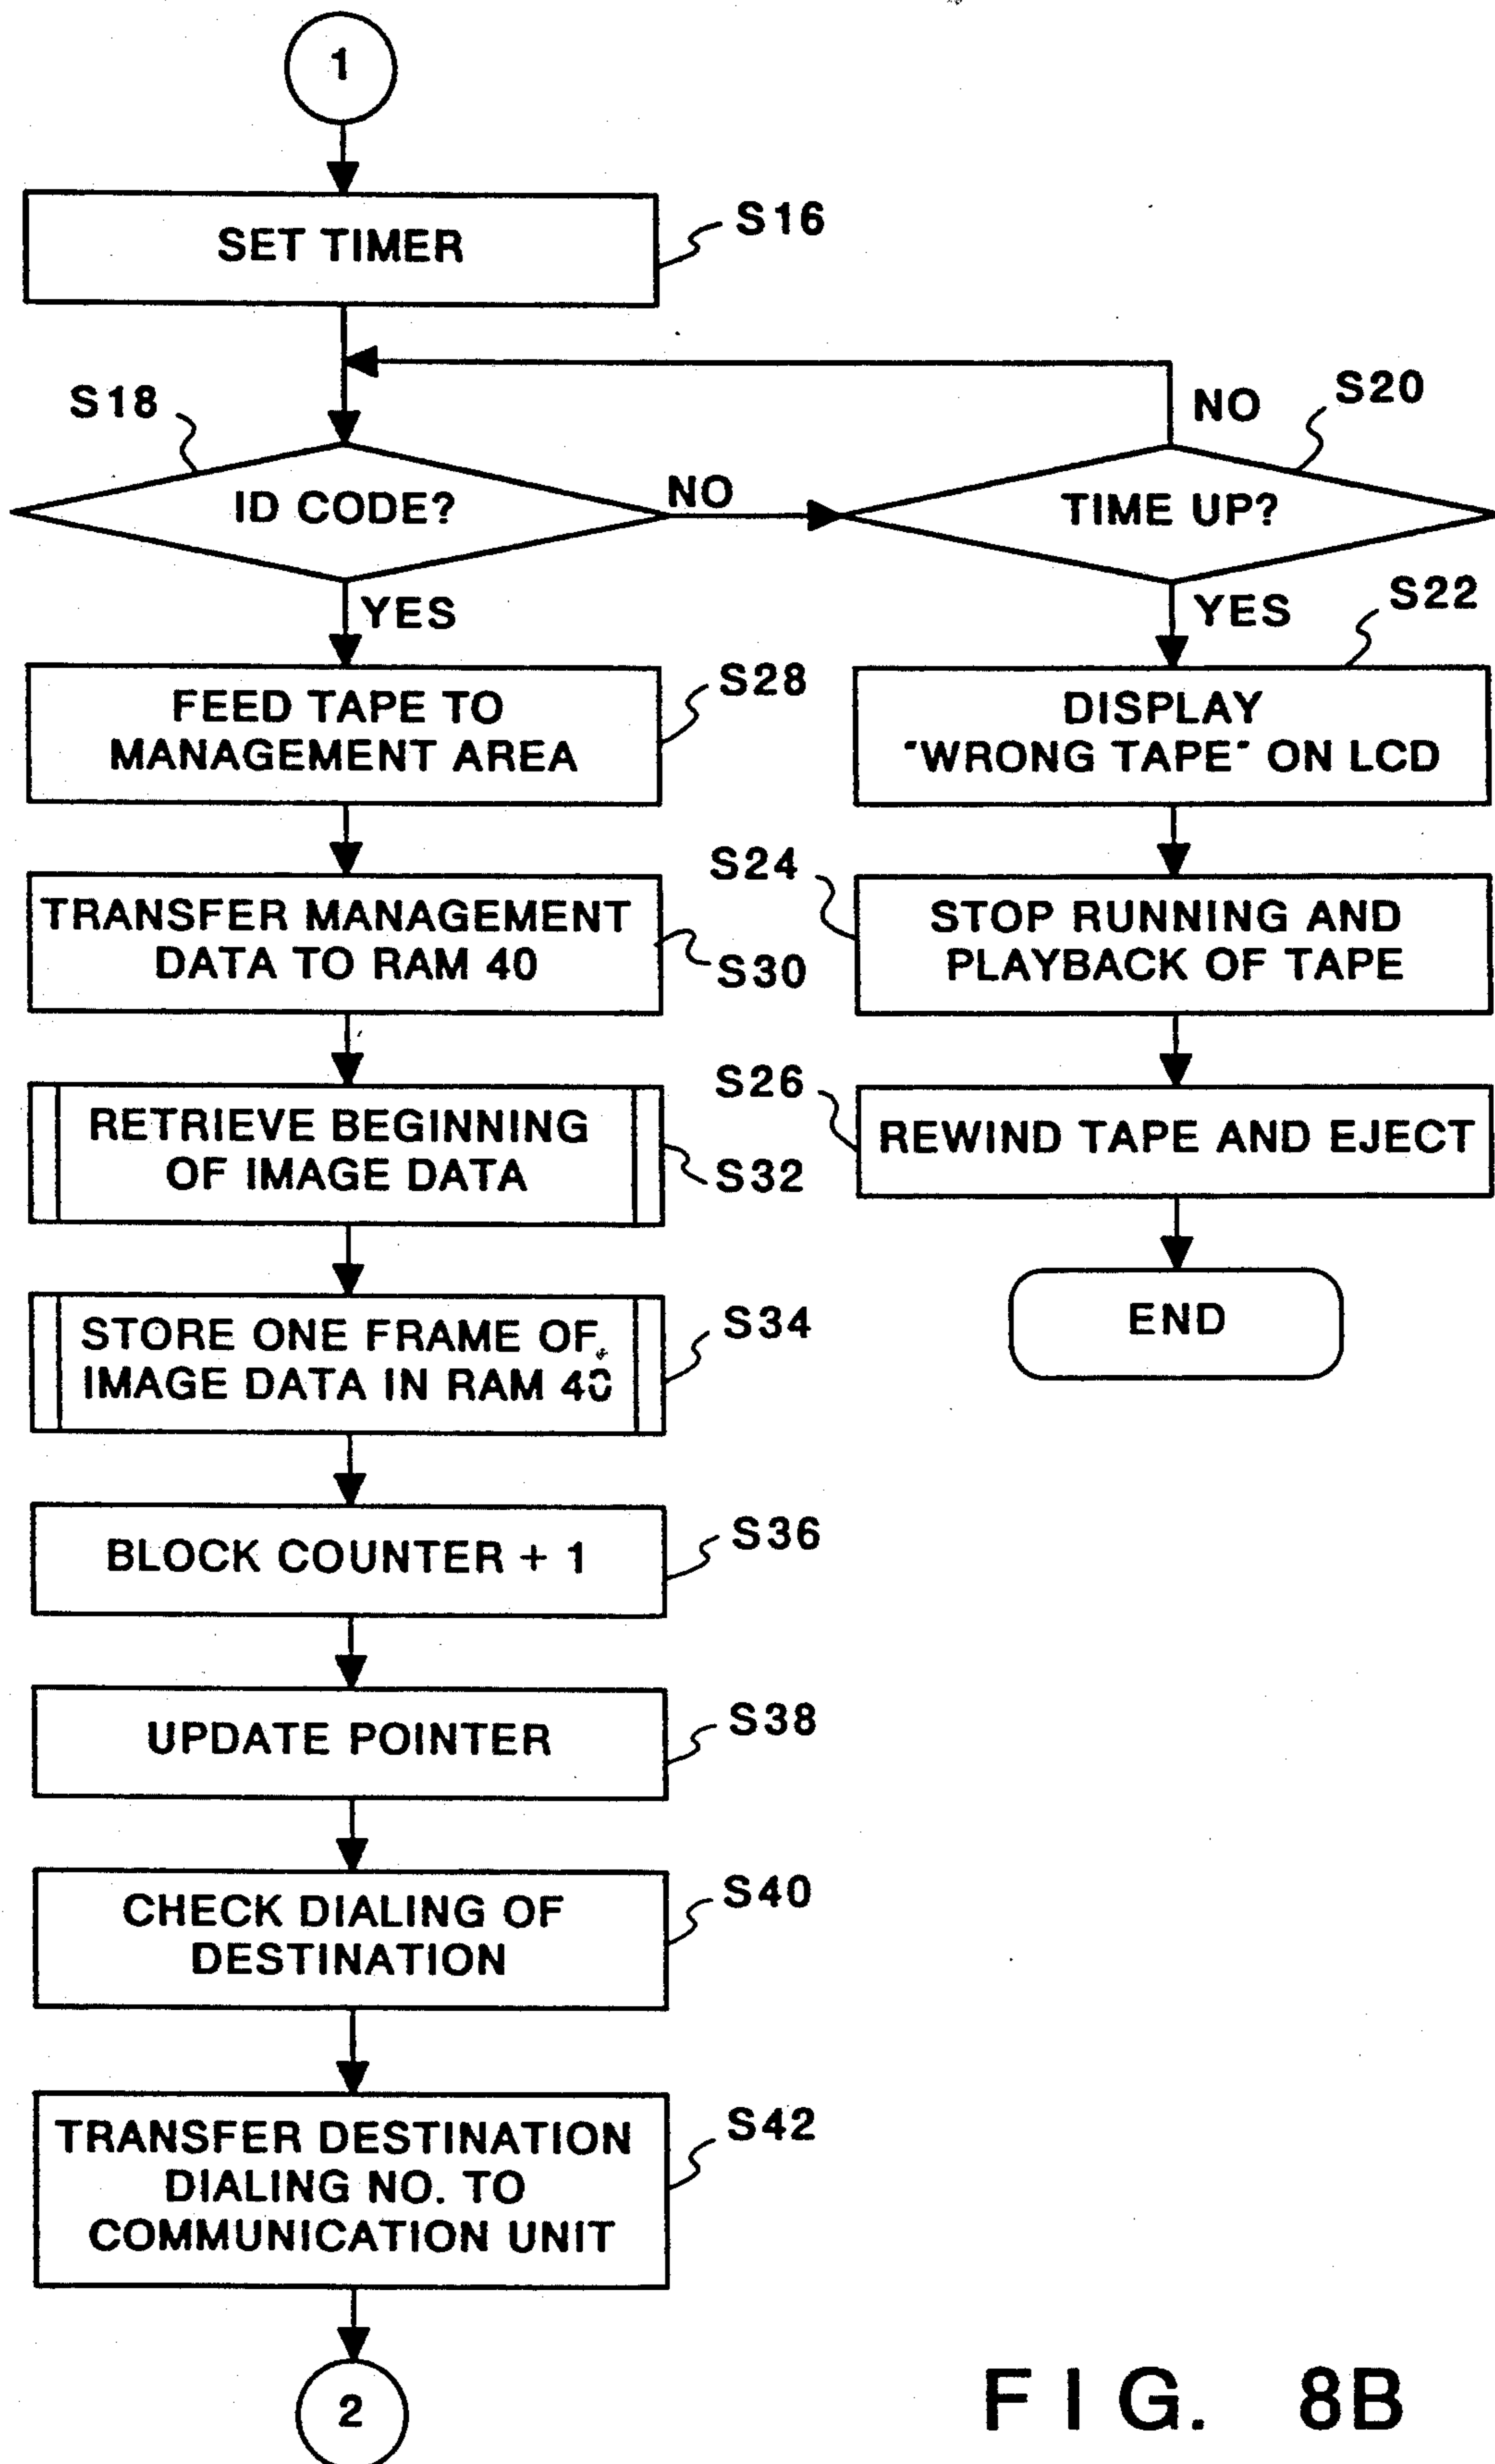 1
SET TIMER
S16
S18
ID CODE?
NO
YES
S20
NO
TIME UP?
YES
S28
FEED TAPE TO
MANAGEMENT AREA
S22
DISPLAY
"WRONG TAPE" ON LCD
TRANSFER MANAGEMENT
DATA TO RAM 40
S30
S24
STOP RUNNING AND
PLAYBACK OF TAPE
RETRIEVE BEGINNING
OF IMAGE DATA
S32
S26
REWIND TAPE AND EJECT
END
STORE ONE FRAME OF
IMAGE DATA IN RAM 40
S34
BLOCK COUNTER + 1
S36
UPDATE POINTER
S38
CHECK DIALING OF
DESTINATION
S40
TRANSFER DESTINATION
DIALING NO. TO
COMMUNICATION UNIT
S42
2
FIG. 8B